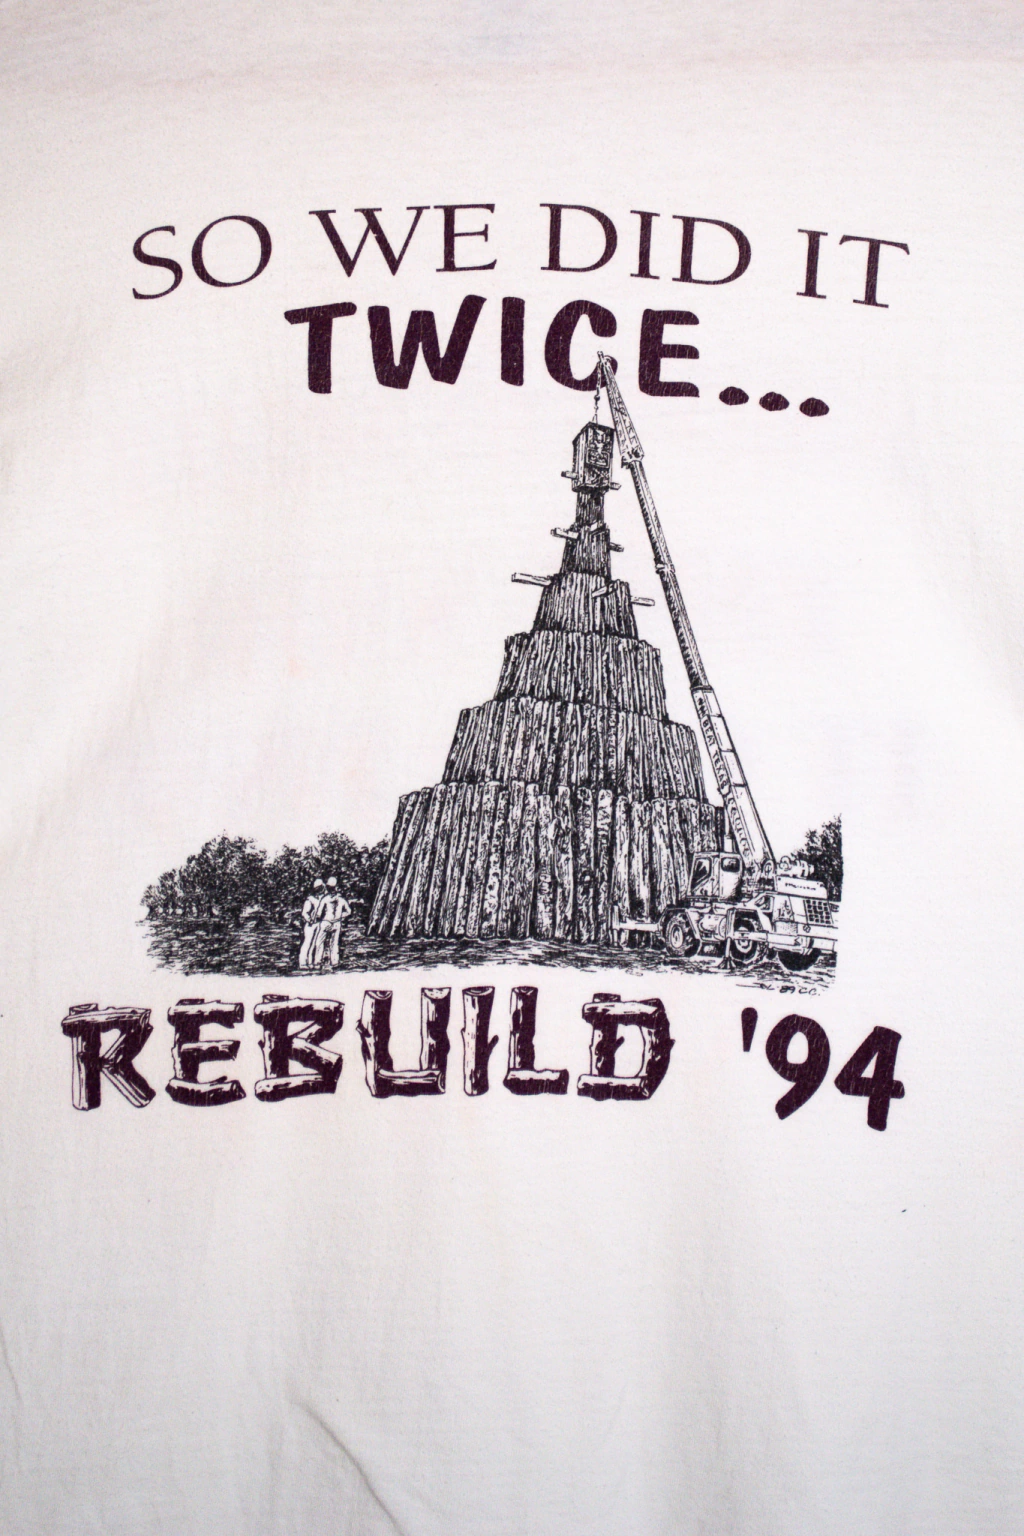 SO WE DID IT
TWICE...
REBUILD '94